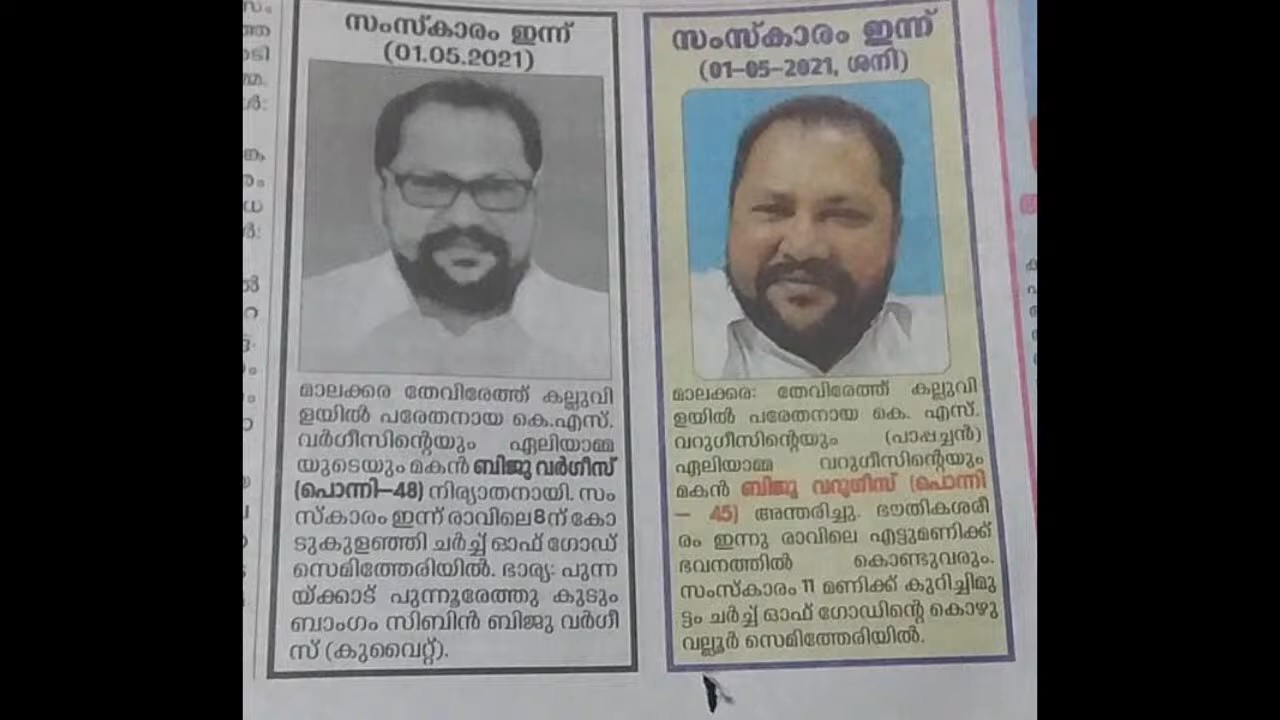 സംസ്കാരം ഇന്ന്
(01.05.2021)
മാലക്കര തേവിരേത്ത് കല്ലുവി
ളയിൽ പരേതനായ കെ.എസ്.
വർഗീസിന്റെയും ഏലിയാമ്മ
യുടെയും മകൻ ബിജു വർഗീസ്
(പൊന്നി-48) നിര്യാതനായി. സം
സ്കാരം ഇന്ന് രാവിലെ 8ന് കോ
ടുകുളഞ്ഞി ചർച്ച് ഓഫ് ഗോഡ്
സെമിത്തേരിയിൽ. ഭാര്യ: പുന്ന
യ്ക്കാട് പുന്നൂരേത്തു കുടും
ബാംഗം സിബിൻ ബിജു വർഗീ
സ് (കുവൈറ്റ്).
സംസ്കാരം ഇന്ന്
(01-05-2021, ശനി)
മാലക്കര: തേവിരേത്ത് കല്ലുവി
ളയിൽ പരേതനായ കെ. എസ്.
വറുഗീസിന്റെയും (പാപ്പച്ചൻ)
ഏലിയാമ്മ വറുഗീസിന്റെയും
മകൻ ബിജു വറുഗീസ് (പൊന്നി
- 45) അന്തരിച്ചു. ഭൗതികശരീ
രം ഇന്നു രാവിലെ എട്ടുമണിക്ക്
ഭവനത്തിൽ കൊണ്ടുവരും.
സംസ്കാരം 11 മണിക്ക് കുറിച്ചിമു
ട്ടം ചർച്ച് ഓഫ് ഗോഡിന്റെ കൊഴു
വല്ലൂർ സെമിത്തേരിയിൽ.